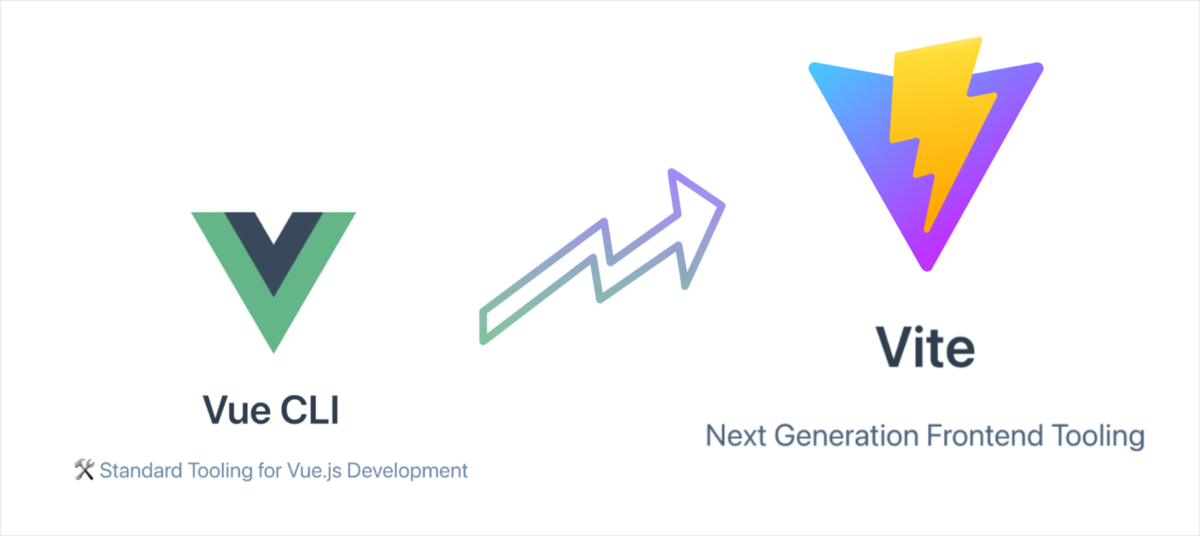 Vue CLI
🛠 Standard Tooling for Vue.js Development
Vite
Next Generation Frontend Tooling